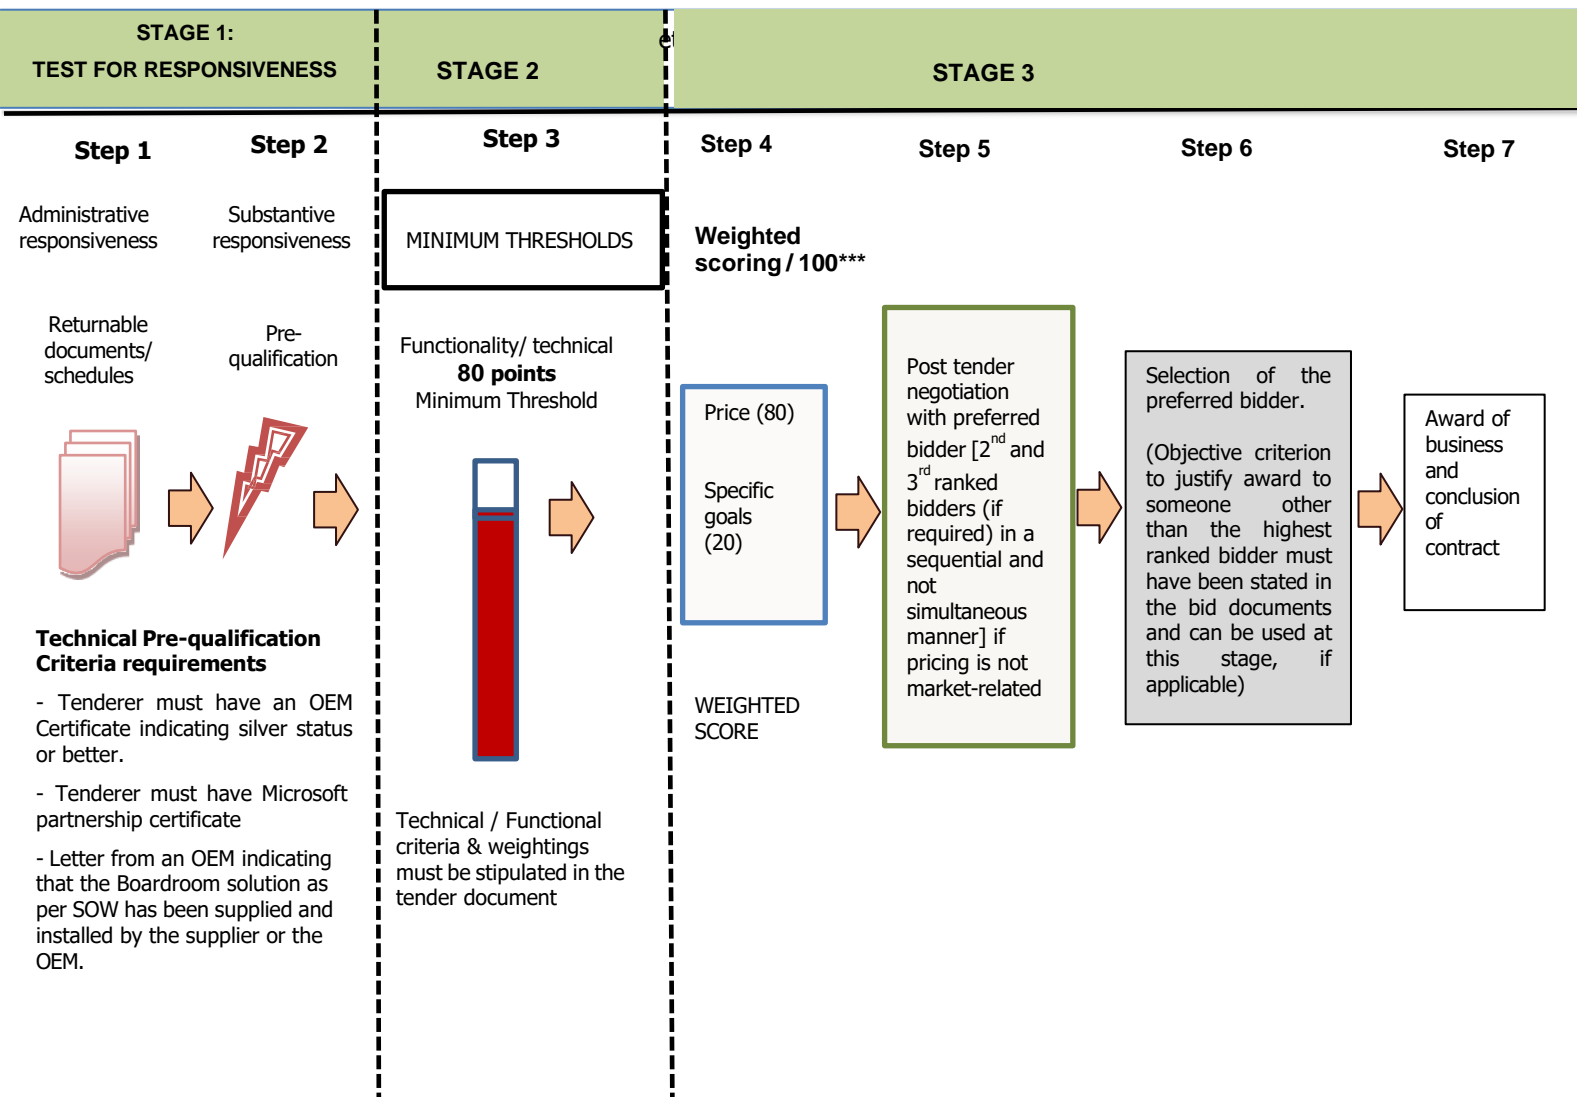 STAGE 1:
TEST FOR RESPONSIVENESS
STAGE 2
STAGE 3
Step 1
Step 2
Step 3
Step 4
Step 5
Step 6
Step 7
Administrative
responsiveness
Substantive
responsiveness
MINIMUM THRESHOLDS
Weighted
scoring / 100***
Returnable
documents/
schedules
Pre-
qualification
Functionality/ technical
80 points
Minimum Threshold
Price (80)
Specific
goals
(20)
WEIGHTED
SCORE
Post tender
negotiation
with preferred
bidder [2nd and
3rd ranked
bidders (if
required) in a
sequential and
not
simultaneous
manner] if
pricing is not
market-related
Selection of the
preferred bidder.
(Objective criterion
to justify award to
someone other
than the highest
ranked bidder must
have been stated in
the bid documents
and can be used at
this stage, if
applicable)
Award of
business
and
conclusion
of
contract
Technical Pre-qualification
Criteria requirements
- Tenderer must have an OEM
Certificate indicating silver status
or better.
- Tenderer must have Microsoft
partnership certificate
- Letter from an OEM indicating
that the Boardroom solution as
per SOW has been supplied and
installed by the supplier or the
OEM.
Technical / Functional
criteria & weightings
must be stipulated in the
tender document